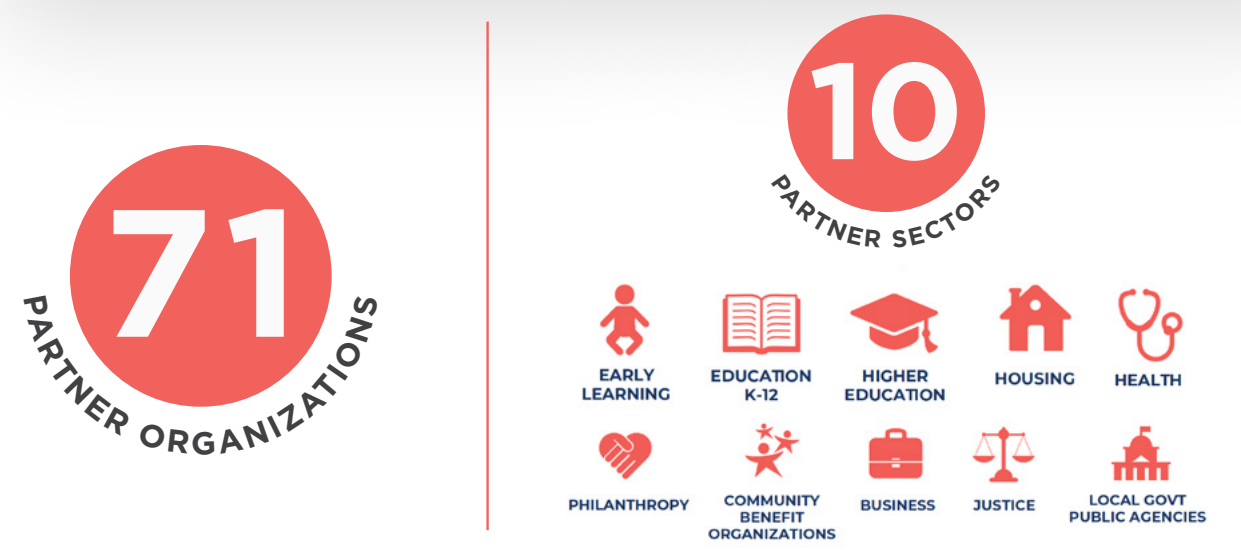 71
PARTNER ORGANIZATIONS
10
PARTNER SECTORS
EARLY
LEARNING
EDUCATION
K-12
HIGHER
EDUCATION
HOUSING
HEALTH
PHILANTHROPY
COMMUNITY
BENEFIT
ORGANIZATIONS
BUSINESS
JUSTICE
LOCAL GOVT
PUBLIC AGENCIES